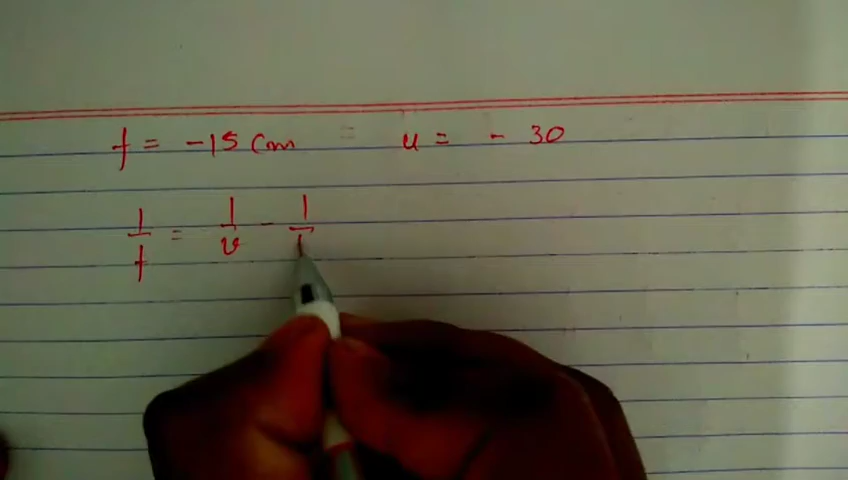 f = -15 cm = u = - 30
1/f = 1/v - 1/